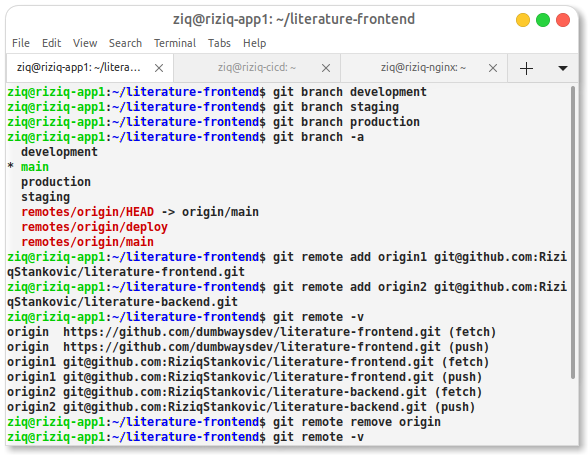 ziq@riziq-app1: ~/literature-frontend
File Edit View Search Terminal Tabs Help
ziq@riziq-app1: ~/litera... × ziq@riziq-cicd: ~ × ziq@riziq-nginx: ~ × +
ziq@riziq-app1:~/literature-frontend$ git branch development
ziq@riziq-app1:~/literature-frontend$ git branch staging
ziq@riziq-app1:~/literature-frontend$ git branch production
ziq@riziq-app1:~/literature-frontend$ git branch -a
  development
* main
  production
  staging
  remotes/origin/HEAD -> origin/main
  remotes/origin/deploy
  remotes/origin/main
ziq@riziq-app1:~/literature-frontend$ git remote add origin1 git@github.com:Rizi
qStankovic/literature-frontend.git
ziq@riziq-app1:~/literature-frontend$ git remote add origin2 git@github.com:Rizi
qStankovic/literature-backend.git
ziq@riziq-app1:~/literature-frontend$ git remote -v
origin  https://github.com/dumbwaysdev/literature-frontend.git (fetch)
origin  https://github.com/dumbwaysdev/literature-frontend.git (push)
origin1 git@github.com:RiziqStankovic/literature-frontend.git (fetch)
origin1 git@github.com:RiziqStankovic/literature-frontend.git (push)
origin2 git@github.com:RiziqStankovic/literature-backend.git (fetch)
origin2 git@github.com:RiziqStankovic/literature-backend.git (push)
ziq@riziq-app1:~/literature-frontend$ git remote remove origin
ziq@riziq-app1:~/literature-frontend$ git remote -v